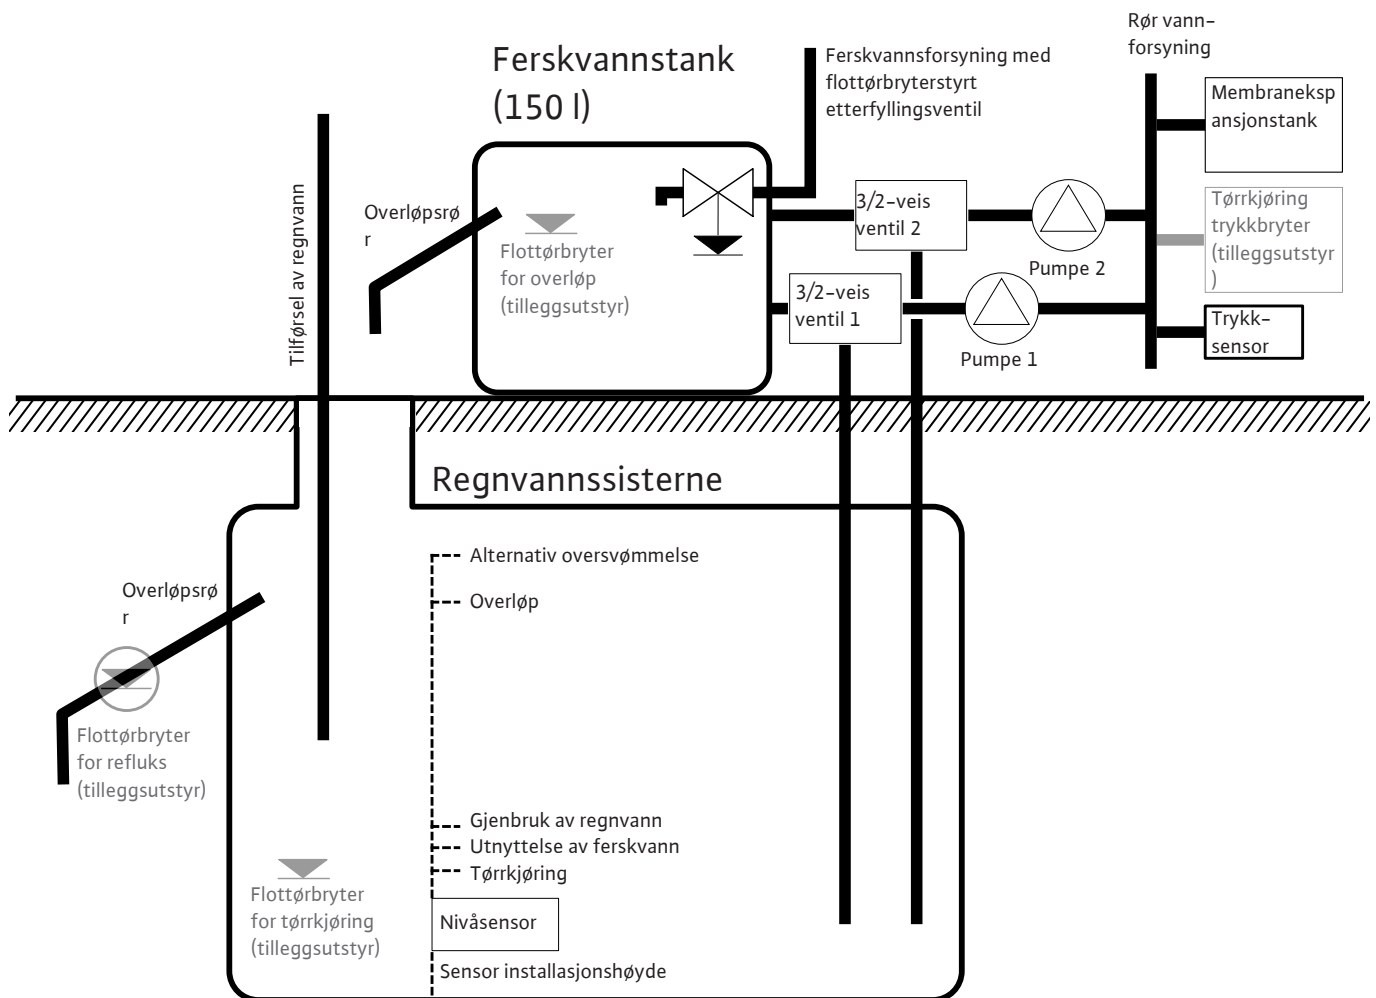 Rør vann-
forsyning
Ferskvannstank
(150 l)
Ferskvannsforsyning med
flottørbryterstyrt
etterfyllingsventil
Membraneksp
ansjonstank
Tilførsel av regnvann
Overløpsrø
r
Flottørbryter
for overløp
(tilleggsutstyr)
3/2-veis
ventil 2
Pumpe 2
Tørrkjøring
trykkbryter
(tilleggsutstyr
)
3/2-veis
ventil 1
Pumpe 1
Trykk-
sensor
Regnvannssisterne
Alternativ oversvømmelse
Overløp
Overløpsrø
r
Flottørbryter
for refluks
(tilleggsutstyr)
Gjenbruk av regnvann
Utnyttelse av ferskvann
Tørrkjøring
Flottørbryter
for tørrkjøring
(tilleggsutstyr)
Nivåsensor
Sensor installasjonshøyde